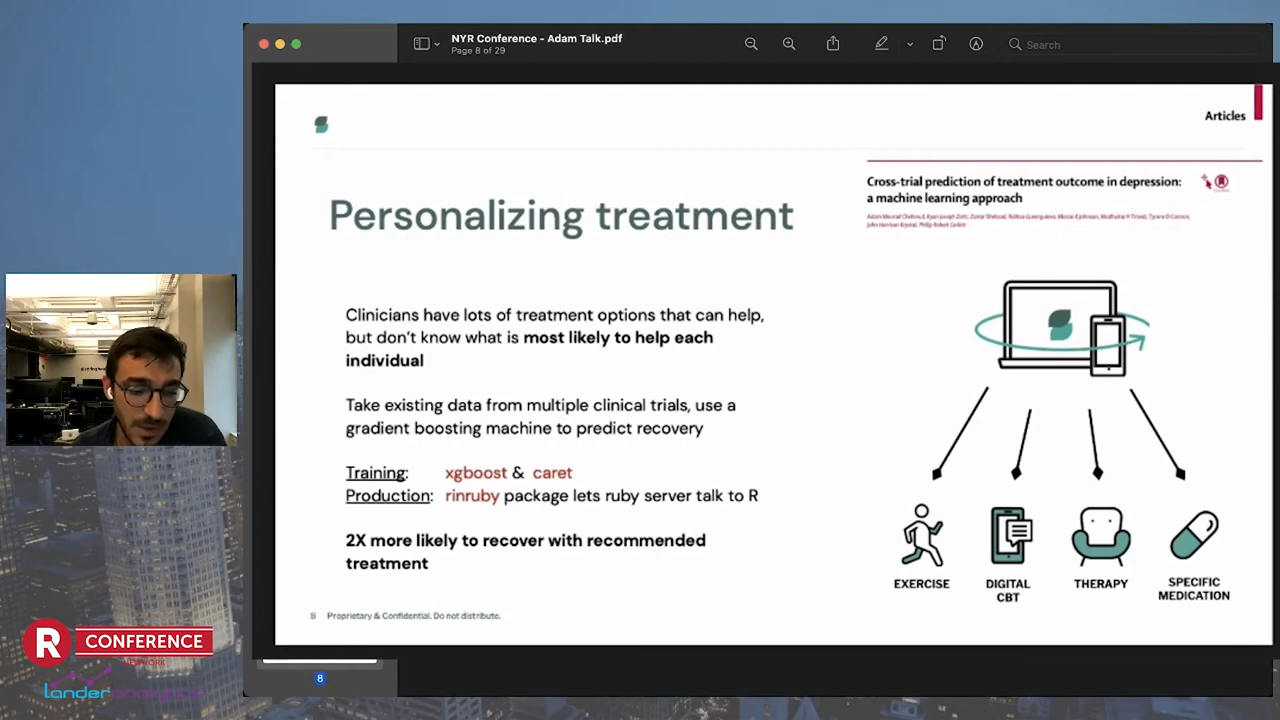 NYR Conference - Adam Talk.pdf
Page 8 of 29
Search
Articles
Cross-trial prediction of treatment outcome in depression:
a machine learning approach
Personalizing treatment
Clinicians have lots of treatment options that can help,
but don't know what is most likely to help each
individual
Take existing data from multiple clinical trials, use a
gradient boosting machine to predict recovery
Training: xgboost & caret
Production: rinruby package lets ruby server talk to R
2X more likely to recover with recommended
treatment
EXERCISE
DIGITAL
CBT
THERAPY
SPECIFIC
MEDICATION
8 Proprietary & Confidential. Do not distribute.
R CONFERENCE
NEW YORK
lander analytics
8